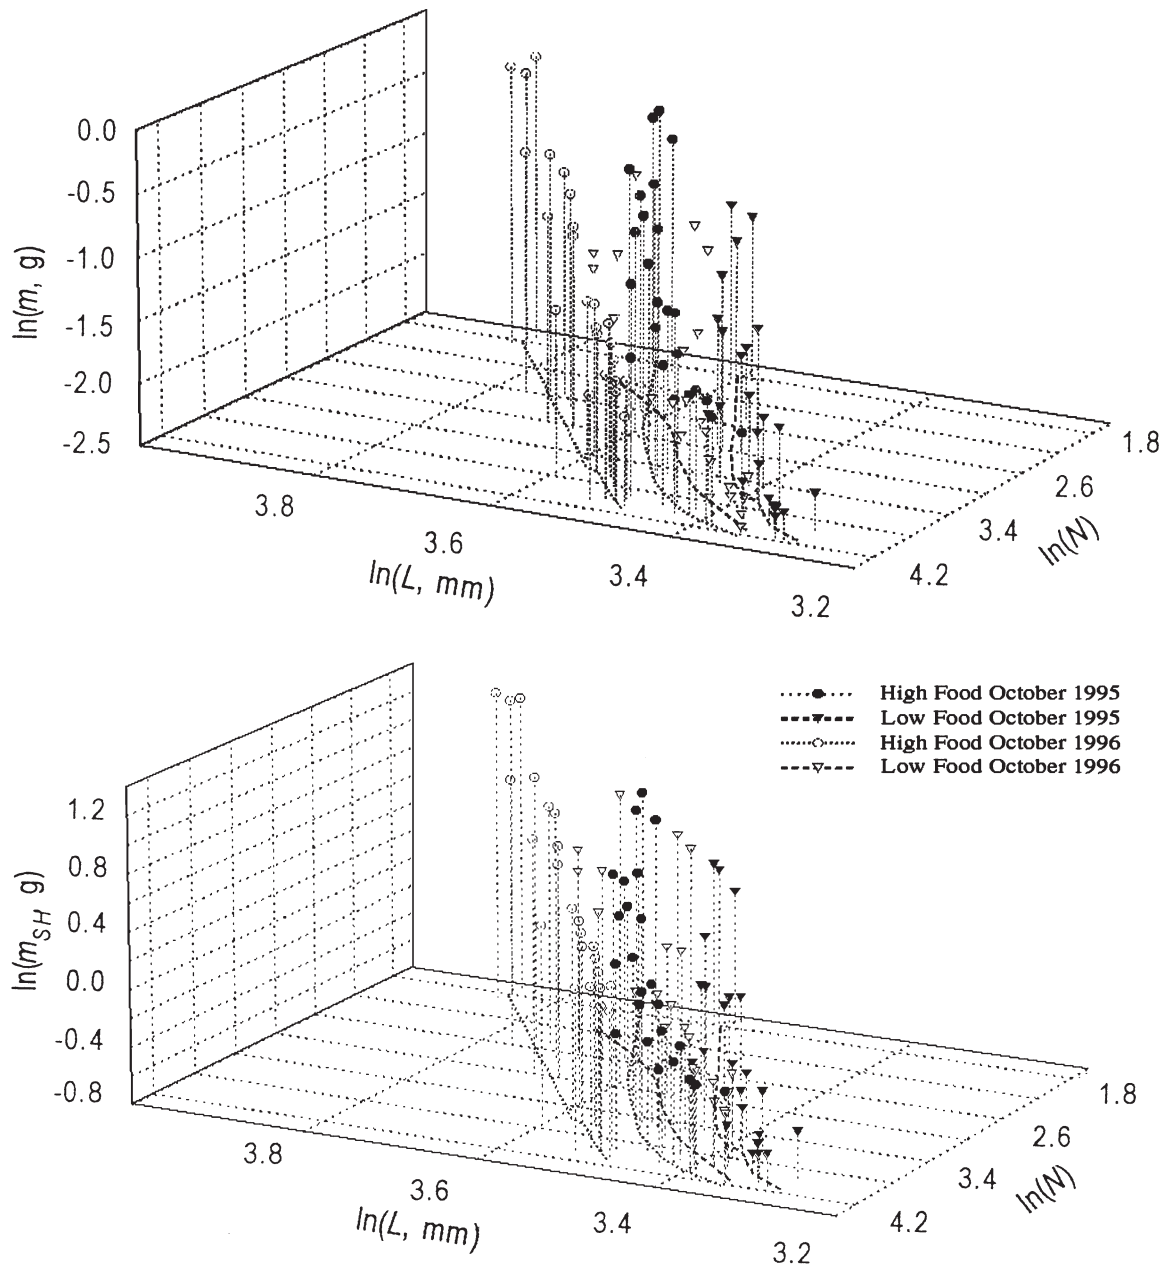 0.0
-0.5
-1.0
-1.5
-2.0
-2.5
ln(m, g)
3.8
3.6
3.4
3.2
ln(L, mm)
1.8
2.6
3.4
4.2
ln(N)
High Food October 1995
Low Food October 1995
High Food October 1996
Low Food October 1996
1.2
0.8
0.4
0.0
-0.4
-0.8
ln(mSH g)
3.8
3.6
3.4
3.2
ln(L, mm)
1.8
2.6
3.4
4.2
ln(N)